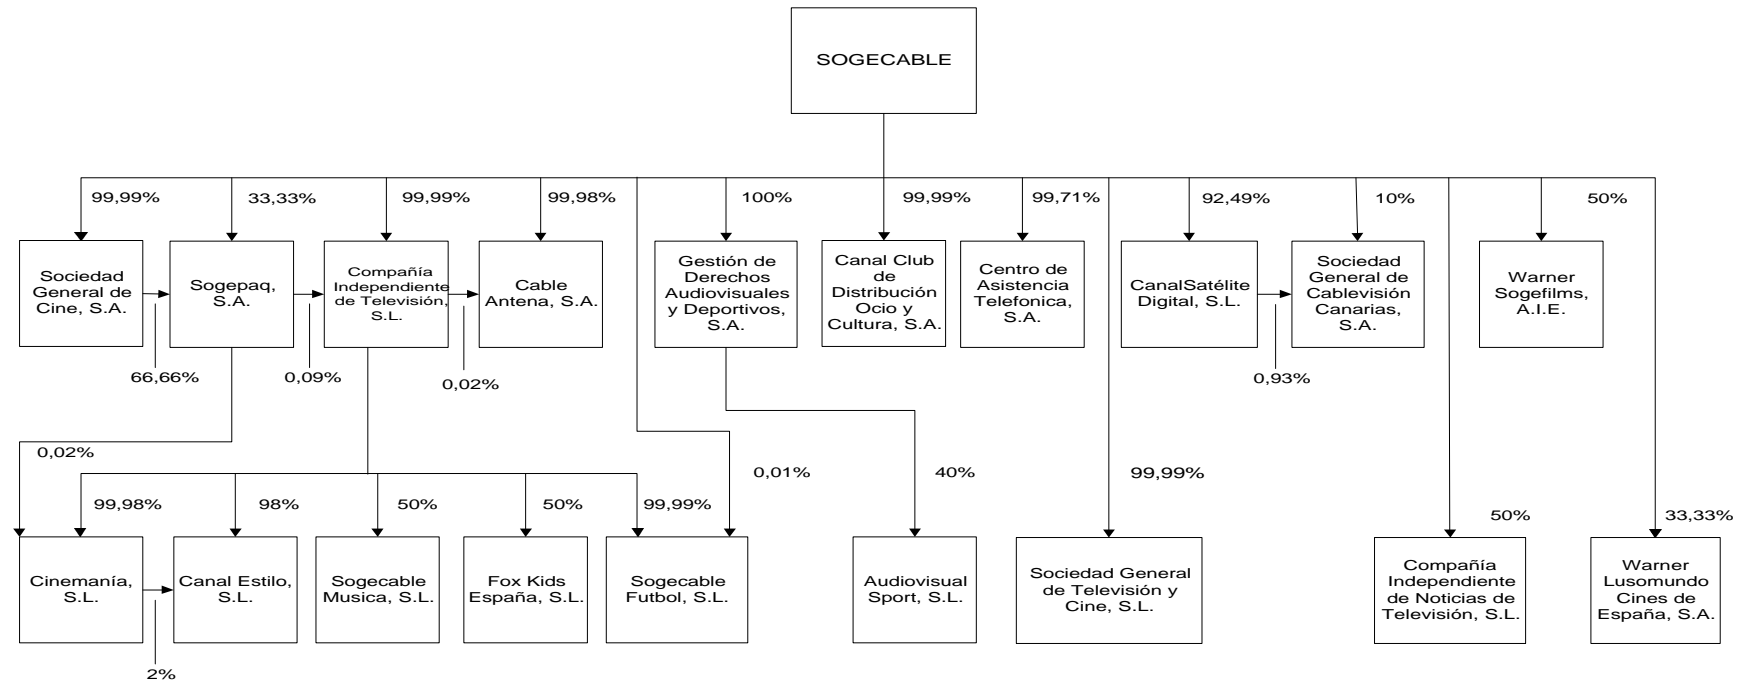 SOGECABLE
99,99%
33,33%
99,99%
99,98%
100%
99,99%
99,71%
92,49%
10%
50%
Sociedad
General de
Cine, S.A.
Sogepaq,
S.A.
Compañía
Independiente
de Televisión,
S.L.
Cable
Antena, S.A.
Gestión de
Derechos
Audiovisuales
y Deportivos,
S.A.
Canal Club
de
Distribución
Ocio y
Cultura, S.A.
Centro de
Asistencia
Telefonica,
S.A.
CanalSatélite
Digital, S.L.
Sociedad
General de
Cablevisión
Canarias,
S.A.
Warner
Sogefilms,
A.I.E.
66,66%
0,09%
0,02%
0,93%
0,02%
0,01%
40%
99,99%
99,98%
98%
50%
50%
99,99%
50%
33,33%
Cinemanía,
S.L.
Canal Estilo,
S.L.
Sogecable
Musica, S.L.
Fox Kids
España, S.L.
Sogecable
Futbol, S.L.
Audiovisual
Sport, S.L.
Sociedad General
de Televisión y
Cine, S.L.
Compañía
Independiente
de Noticias de
Televisión, S.L.
Warner
Lusomundo
Cines de
España, S.A.
2%